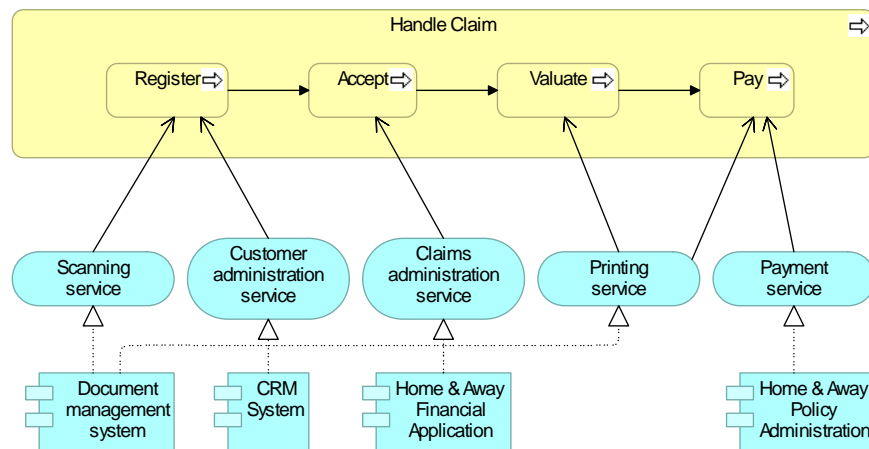 Handle Claim
Register
Accept
Valuate
Pay
Scanning
service
Customer
administration
service
Claims
administration
service
Printing
service
Payment
service
Document
management
system
CRM
System
Home & Away
Financial
Application
Home & Away
Policy
Administration